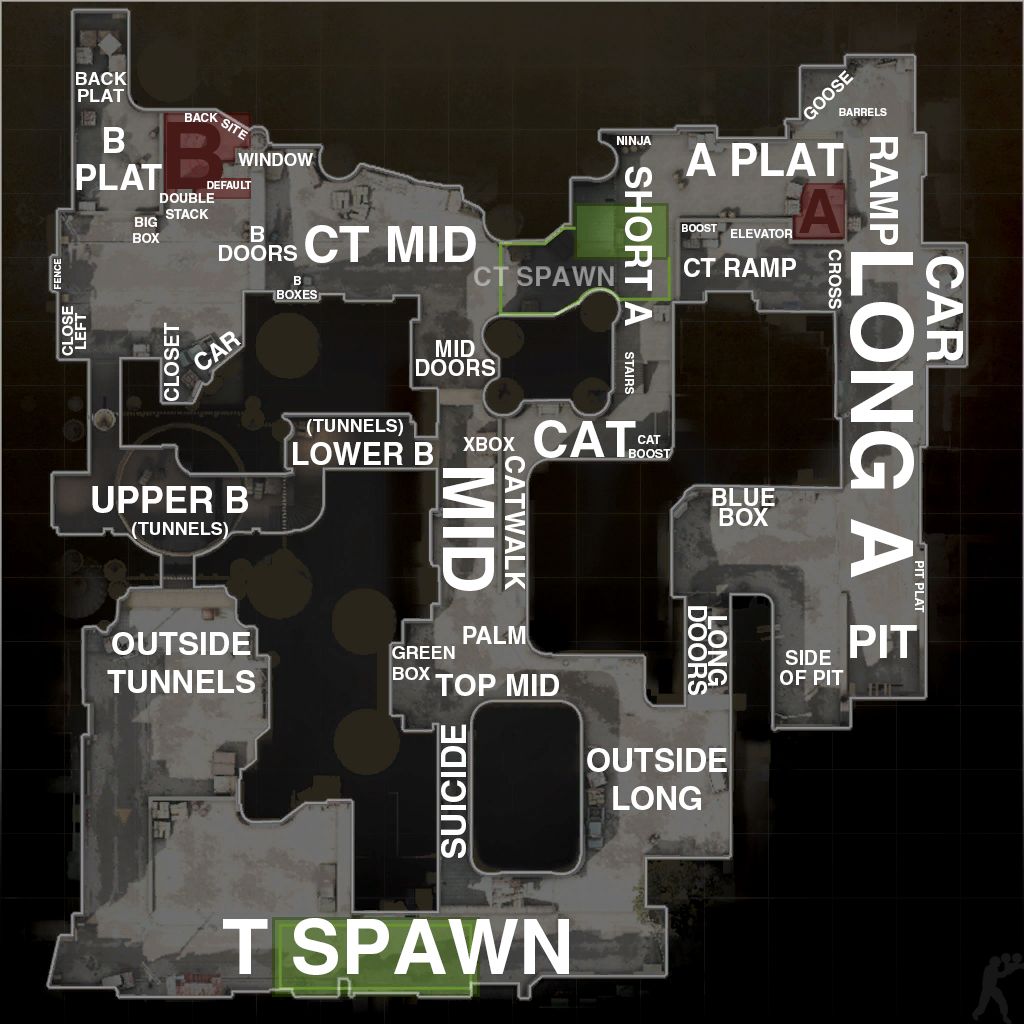 BACK
PLAT
GOOSE
BARRELS
B
PLAT
BACK SITE
B
WINDOW
NINJA
A PLAT
RAMP
DEFAULT
DOUBLE
STACK
BIG
BOX
SHORT A
A
BOOST
ELEVATOR
B
DOORS
CT MID
CT SPAWN
CT RAMP
CROSS
LONG A
CAR
FENCE
B
BOXES
CLOSE
LEFT
CLOSET
CAR
MID
DOORS
STAIRS
(TUNNELS)
LOWER B
XBOX
CAT
CAT
BOOST
UPPER B
(TUNNELS)
MID
CATWALK
BLUE
BOX
PIT PLAT
OUTSIDE
TUNNELS
PALM
GREEN
BOX
TOP MID
LONG
DOORS
SIDE
OF PIT
PIT
SUICIDE
OUTSIDE
LONG
T SPAWN